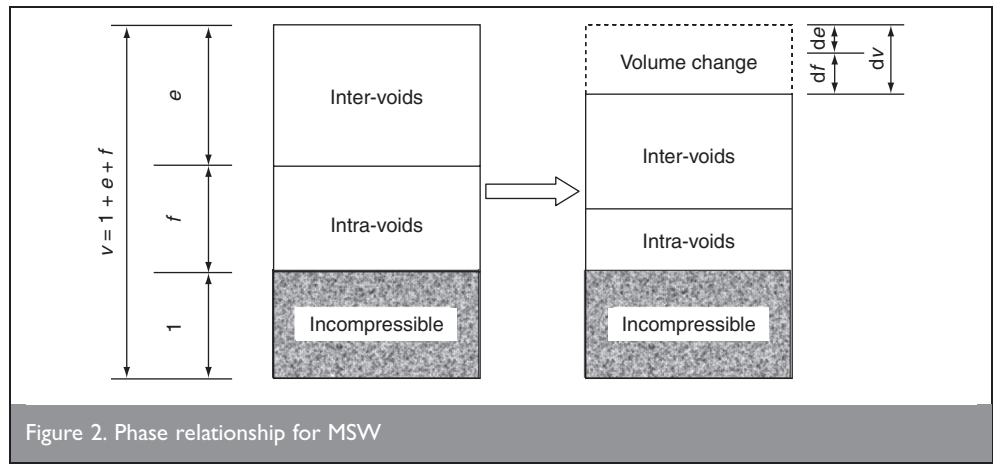 v = 1 + e + f
e
f
1
Inter-voids
Intra-voids
Incompressible
Volume change
Inter-voids
Intra-voids
Incompressible
de
df
dv
Figure 2. Phase relationship for MSW